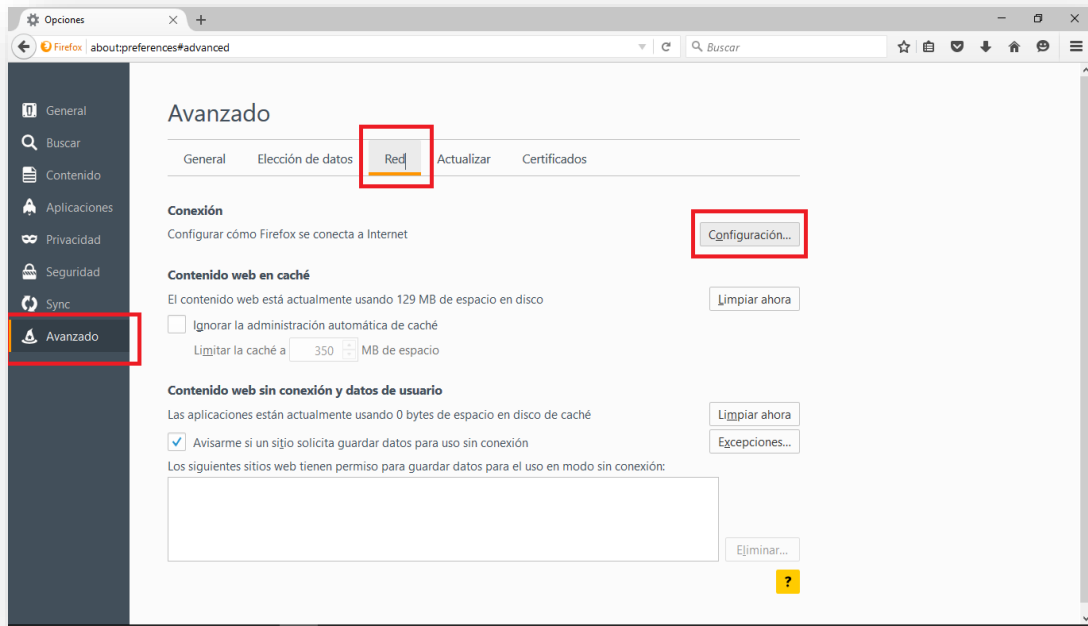 Opciones
Firefox about:preferences#advanced
Buscar
General
Buscar
Contenido
Aplicaciones
Privacidad
Seguridad
Sync
Avanzado
Avanzado
General Elección de datos Red Actualizar Certificados
Conexión
Configurar cómo Firefox se conecta a Internet Configuración...
Contenido web en caché
El contenido web está actualmente usando 129 MB de espacio en disco Limpiar ahora
Ignorar la administración automática de caché
Limitar la caché a 350 MB de espacio
Contenido web sin conexión y datos de usuario
Las aplicaciones están actualmente usando 0 bytes de espacio en disco de caché Limpiar ahora
Avisarme si un sitio solicita guardar datos para uso sin conexión Excepciones...
Los siguientes sitios web tienen permiso para guardar datos para el uso en modo sin conexión:
Eliminar...
?